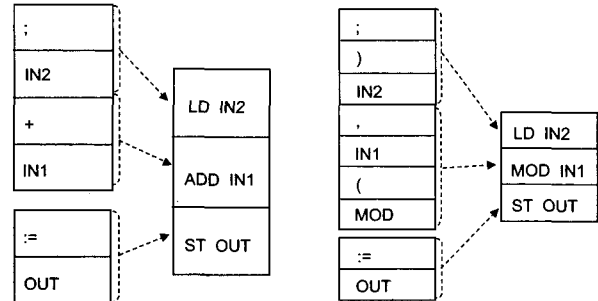 ;
IN2
+
IN1
:=
OUT
LD IN2
ADD IN1
ST OUT
;
)
IN2
,
IN1
(
MOD
:=
OUT
LD IN2
MOD IN1
ST OUT